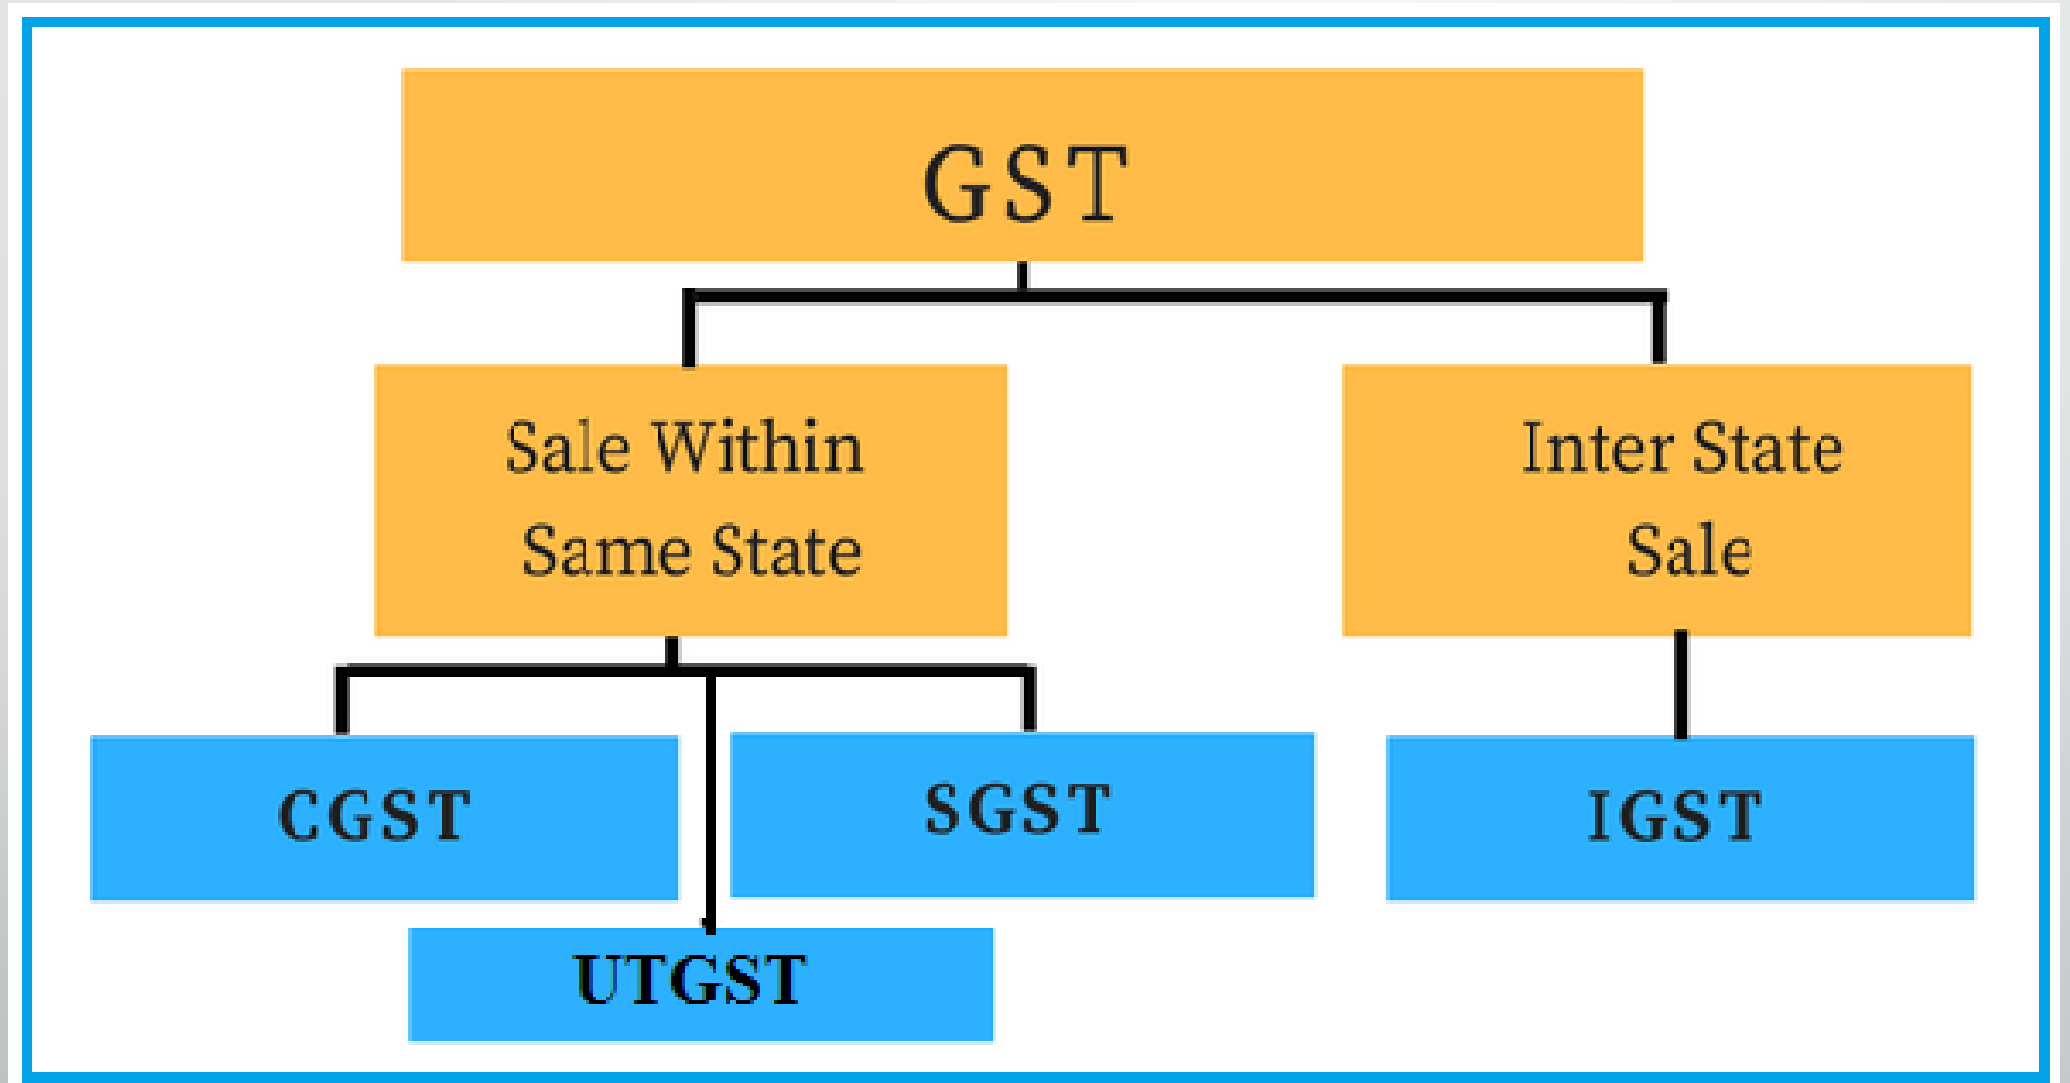 GST
Sale Within
Same State
Inter State
Sale
CGST
SGST
IGST
UTGST